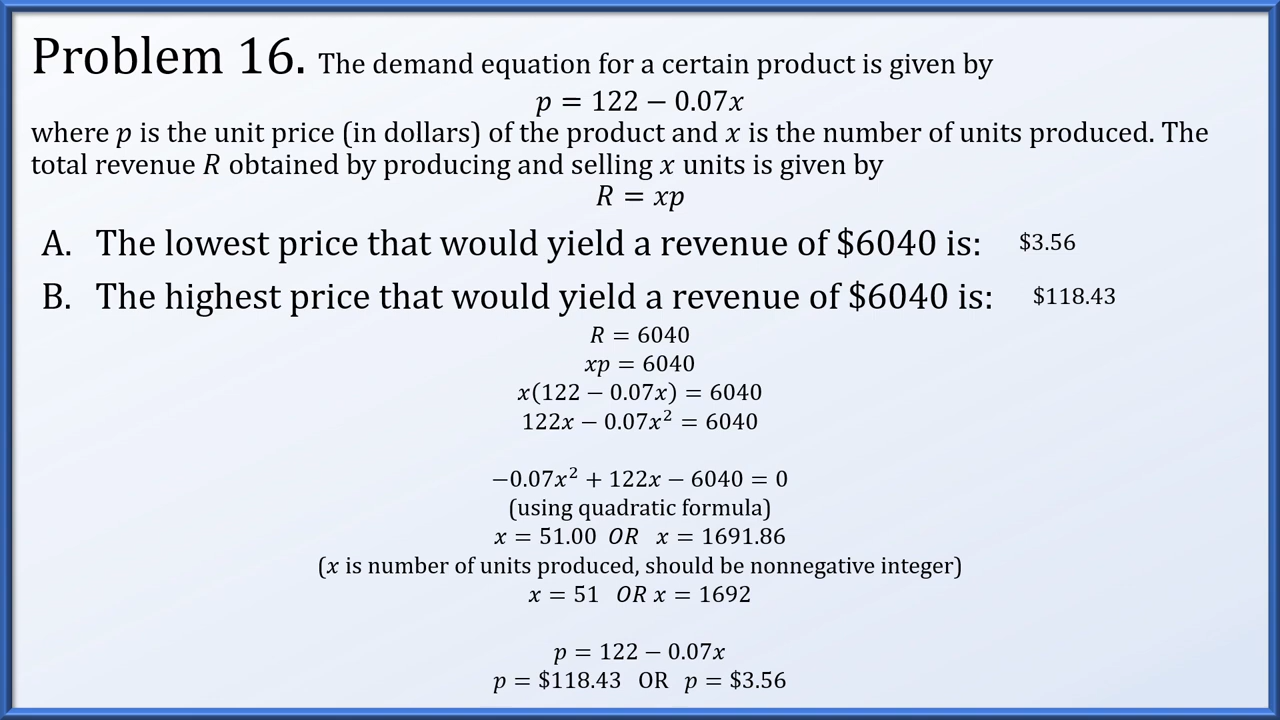 Problem 16. The demand equation for a certain product is given by
p = 122 − 0.07x
where p is the unit price (in dollars) of the product and x is the number of units produced. The
total revenue R obtained by producing and selling x units is given by
R = xp
A. The lowest price that would yield a revenue of $6040 is: $3.56
B. The highest price that would yield a revenue of $6040 is: $118.43
R = 6040
xp = 6040
x(122 − 0.07x) = 6040
122x − 0.07x² = 6040
−0.07x² + 122x − 6040 = 0
(using quadratic formula)
x = 51.00 OR x = 1691.86
(x is number of units produced, should be nonnegative integer)
x = 51 OR x = 1692
p = 122 − 0.07x
p = $118.43 OR p = $3.56